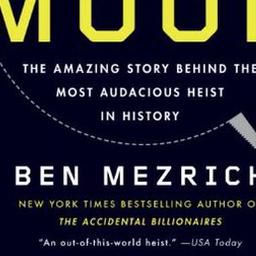 MOON
THE AMAZING STORY BEHIND THE
MOST AUDACIOUS HEIST
IN HISTORY
BEN MEZRICH
NEW YORK TIMES BESTSELLING AUTHOR O
THE ACCIDENTAL BILLIONAIRES
"An out-of-this-world heist." —USA Today